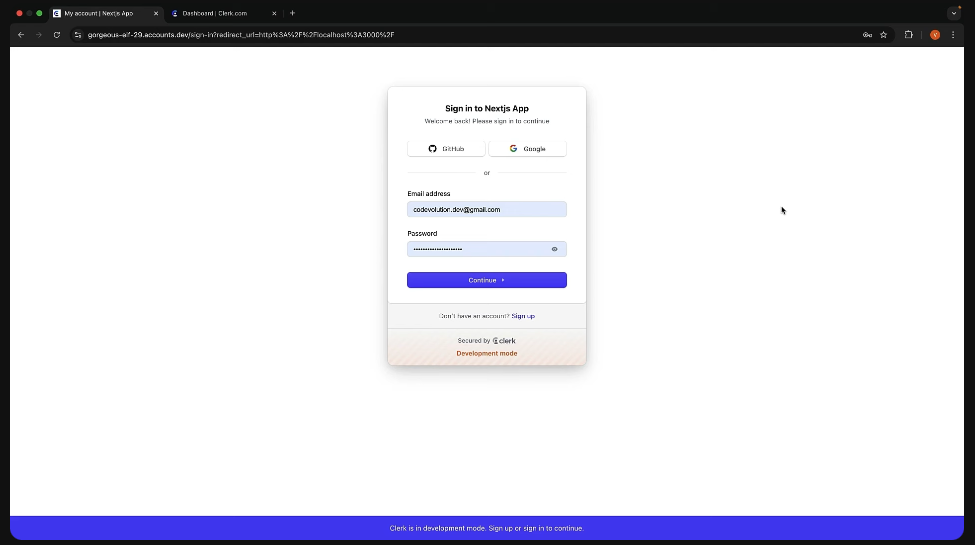 My account | Nextjs App
Dashboard | Clerk.com
gorgeous-elf-29.accounts.dev/sign-in?redirect_url=http%3A%2F%2Flocalhost%3A3000%2F
V
Sign in to Nextjs App
Welcome back! Please sign in to continue
GitHub
Google
or
Email address
codevolution.dev@gmail.com
Password
Continue
Don't have an account? Sign up
Secured by clerk
Development mode
Clerk is in development mode. Sign up or sign in to continue.